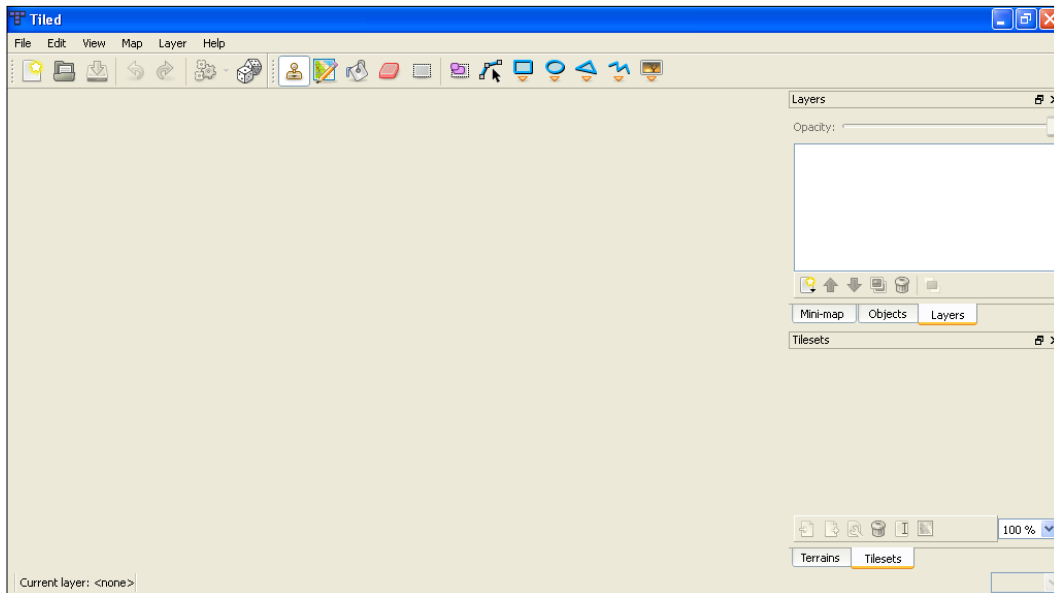 Tiled
File Edit View Map Layer Help
Layers
Opacity:
Mini-map Objects Layers
Tilesets
100 %
Terrains Tilesets
Current layer: <none>